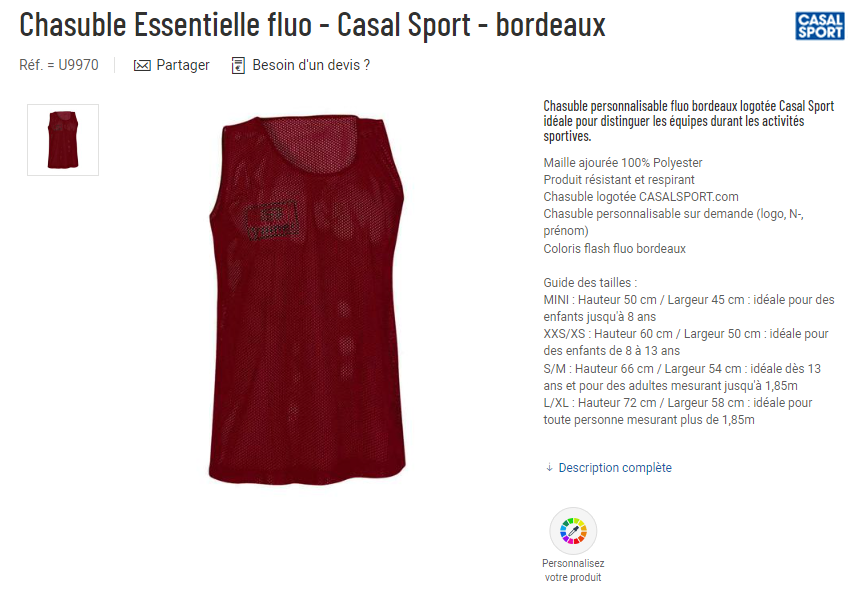 Chasuble Essentielle fluo - Casal Sport - bordeaux
CASAL
SPORT
Réf. = U9970
Partager
Besoin d'un devis ?
Chasuble personnalisable fluo bordeaux logotée Casal Sport
idéale pour distinguer les équipes durant les activités
sportives.
Maille ajourée 100% Polyester
Produit résistant et respirant
Chasuble logotée CASALSPORT.com
Chasuble personnalisable sur demande (logo, N-,
prénom)
Coloris flash fluo bordeaux
Guide des tailles :
MINI : Hauteur 50 cm / Largeur 45 cm : idéale pour des
enfants jusqu'à 8 ans
XXS/XS : Hauteur 60 cm / Largeur 50 cm : idéale pour
des enfants de 8 à 13 ans
S/M : Hauteur 66 cm / Largeur 54 cm : idéale dès 13
ans et pour des adultes mesurant jusqu'à 1,85m
L/XL : Hauteur 72 cm / Largeur 58 cm : idéale pour
toute personne mesurant plus de 1,85m
↓ Description complète
Personnalisez
votre produit